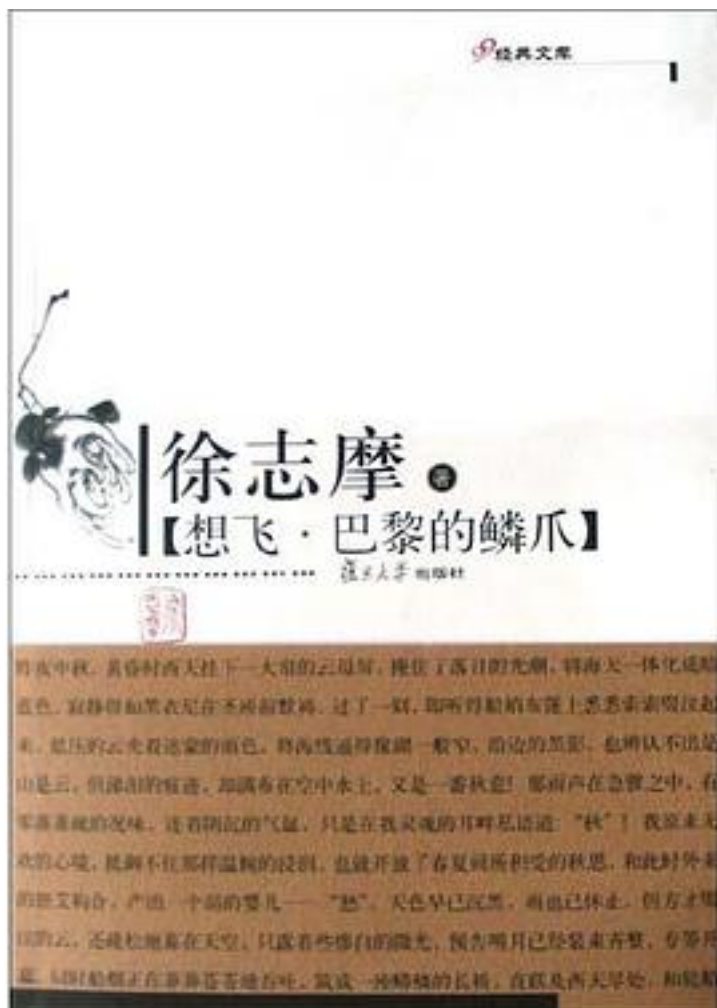 经典文库
徐志摩 著
【想飞·巴黎的鳞爪】
復旦大学 出版社
昨夜中秋，黄昏时西天挂下一大帘的云母屏，掩住了落日的光潮，将海天一体化成暗
蓝色，寂静得如黑衣尼在圣座前默祷。过了一刻，即听得船梢布篷上悉悉索索啜泣起
来，低压的云夹着迷蒙的雨色，将海线逼得像湖一般窄，沿边的黑影，也辨认不出是
山是云，但涕泪的痕迹，却满布在空中水上。又是一番秋意！那雨声在急骤之中，有
零落萧疏的况味，连着阴沉的气氲，只是在我灵魂的耳畔私语道："秋"！我原来无
欢的心境，抵御不住那样温婉的浸润，也就开放了春夏间所积受的秋思，和此时外来
的怨艾构合，产出一个弱的婴儿——"愁"。天色早已沉黑，雨也已休止。但方才啜
泣的云，还疏松地幕在天空，只露着些惨白的微光，预告明月已经装束齐整，专等开
幕。同时船烟正在莽莽苍苍地吞吐，筑成一座鳞鳞的长桥，直联及西天尽处，和轮船